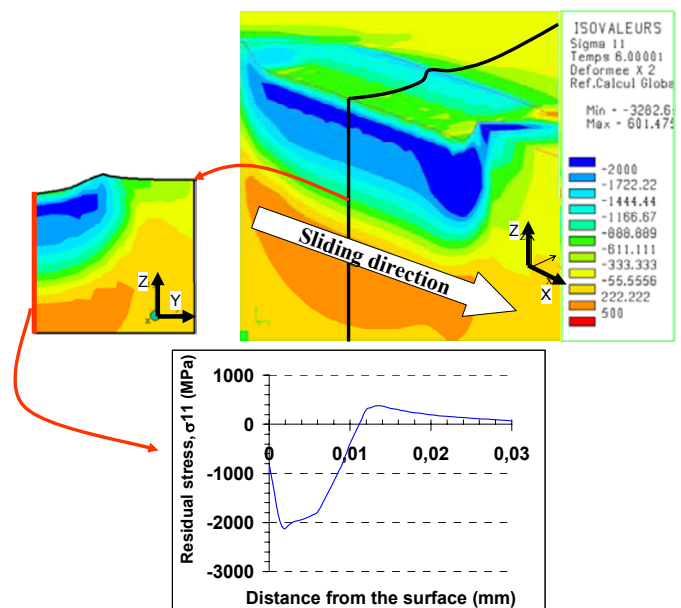 ISOVALEURS
Sigma 11
Temps 6.00001
Deformee X 2
Ref.Calcul Globa
Min = -3282.6
Max = 601.475
-2000
-1722.22
-1444.44
-1166.67
-888.889
-611.111
-333.333
-55.5556
222.222
500
Sliding direction
Z
X
Z
Y
x
Residual stress, σ11 (MPa)
1000
0
-1000
-2000
-3000
0 0,01 0,02 0,03
Distance from the surface (mm)